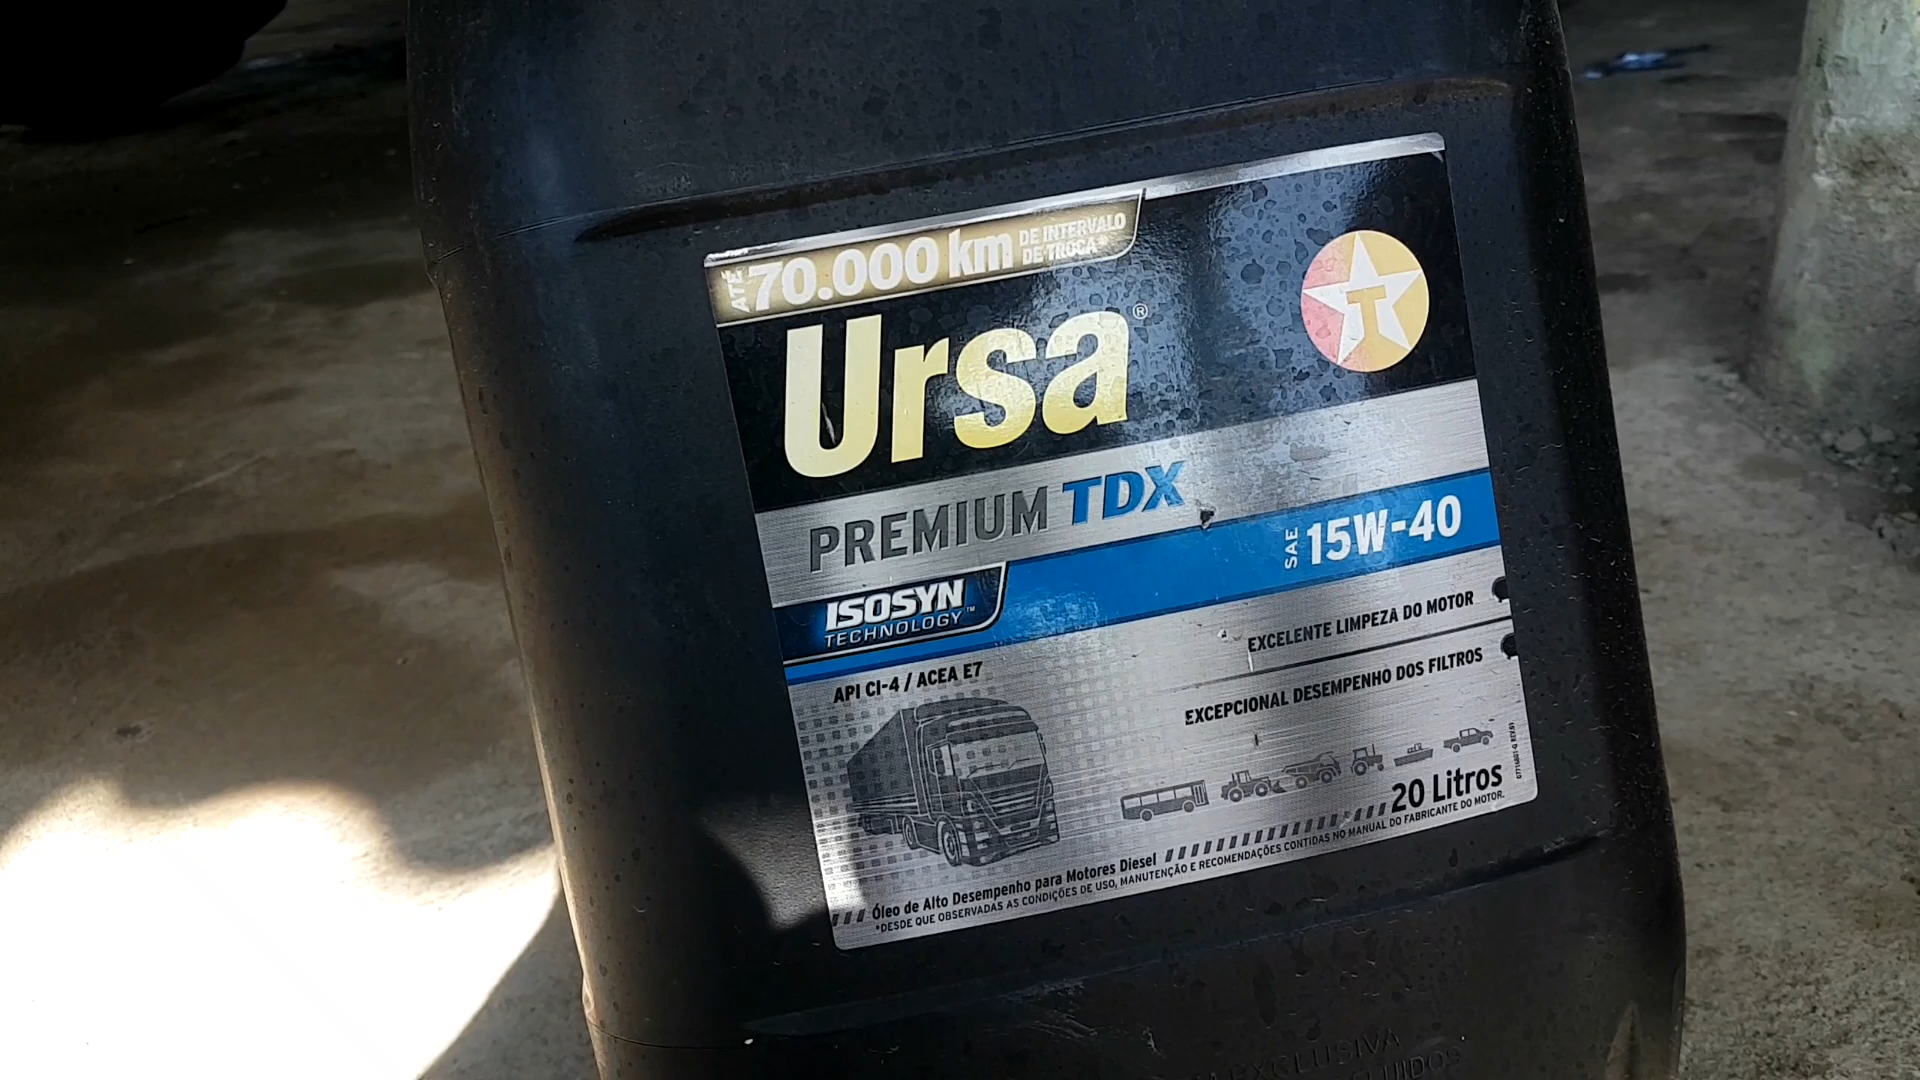 ATÉ 70.000 km DE INTERVALO
DE TROCA*
Ursa®
T
PREMIUM TDX
SAE 15W-40
ISOSYN
TECHNOLOGY™
EXCELENTE LIMPEZA DO MOTOR
API CI-4 / ACEA E7
EXCEPCIONAL DESEMPENHO DOS FILTROS
20 Litros
Óleo de Alto Desempenho para Motores Diesel
*DESDE QUE OBSERVADAS AS CONDIÇÕES DE USO, MANUTENÇÃO E RECOMENDAÇÕES CONTIDAS NO MANUAL DO FABRICANTE DO MOTOR.
EXCLUSIVA